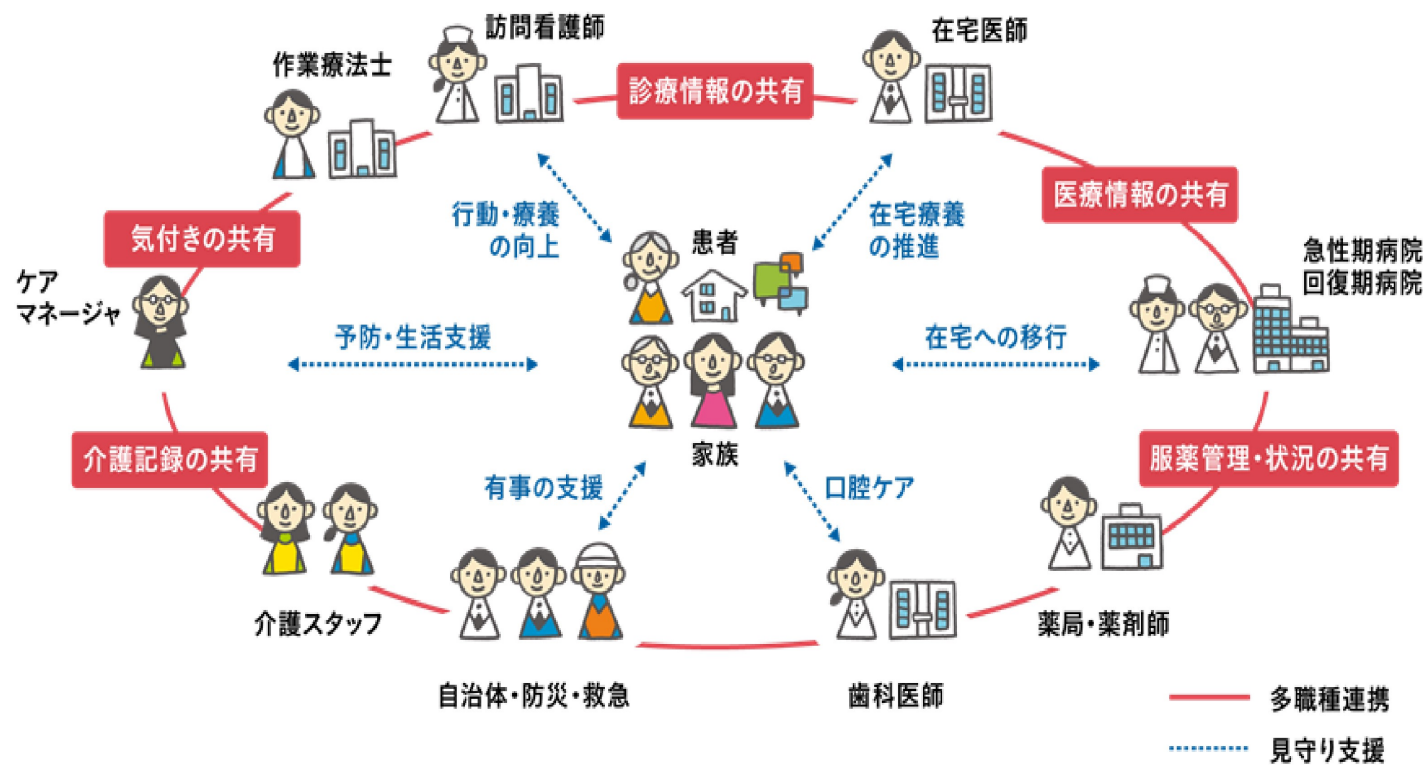 訪問看護師
在宅医師
作業療法士
診療情報の共有
医療情報の共有
行動・療養
の向上
在宅療養
の推進
気付きの共有
患者
急性期病院
回復期病院
ケア
マネージャ
予防・生活支援
在宅への移行
介護記録の共有
家族
服薬管理・状況の共有
有事の支援
口腔ケア
介護スタッフ
薬局・薬剤師
自治体・防災・救急
歯科医師
多職種連携
見守り支援